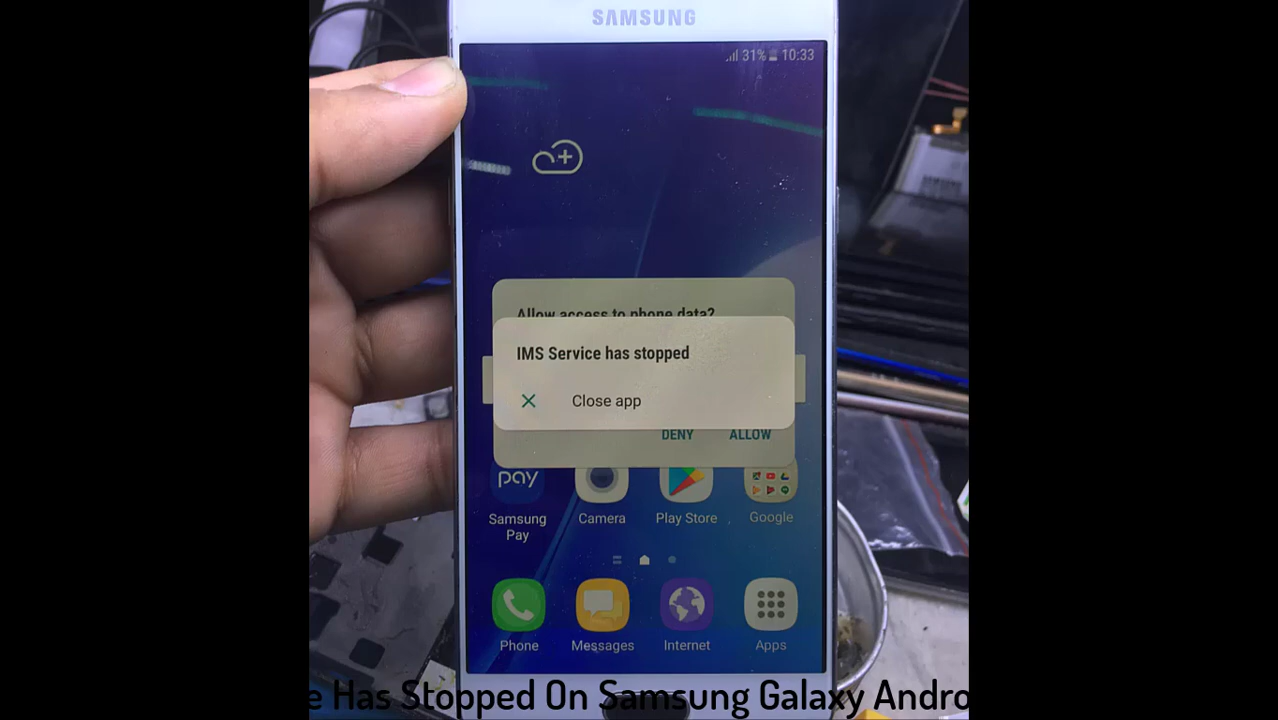 SAMSUNG
31% 10:33
Allow access to phone data?
IMS Service has stopped
Close app
DENY ALLOW
pay
Samsung Pay
Camera
Play Store
Google
Phone
Messages
Internet
Apps
e Has Stopped On Samsung Galaxy Andro